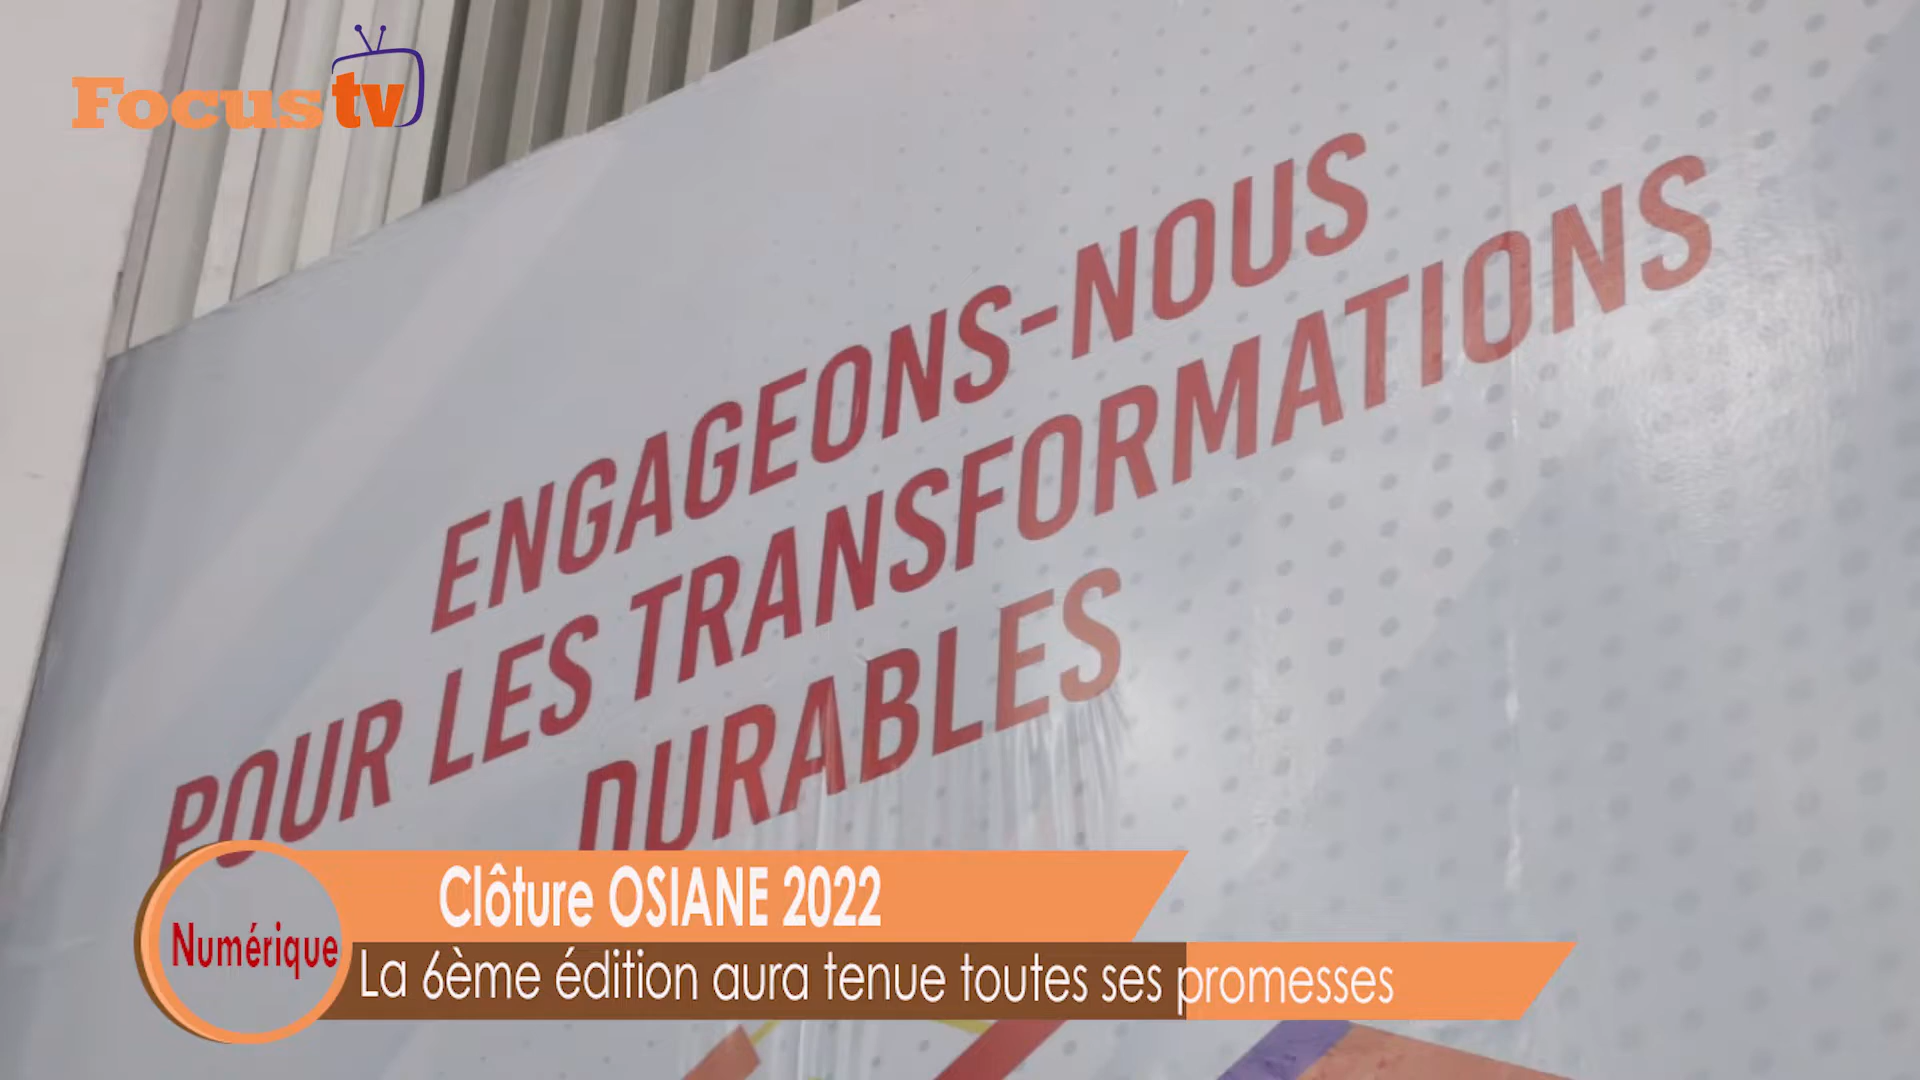 Focus tv
ENGAGEONS-NOUS
POUR LES TRANSFORMATIONS
DURABLES
Clôture OSIANE 2022
Numérique
La 6ème édition aura tenue toutes ses promesses